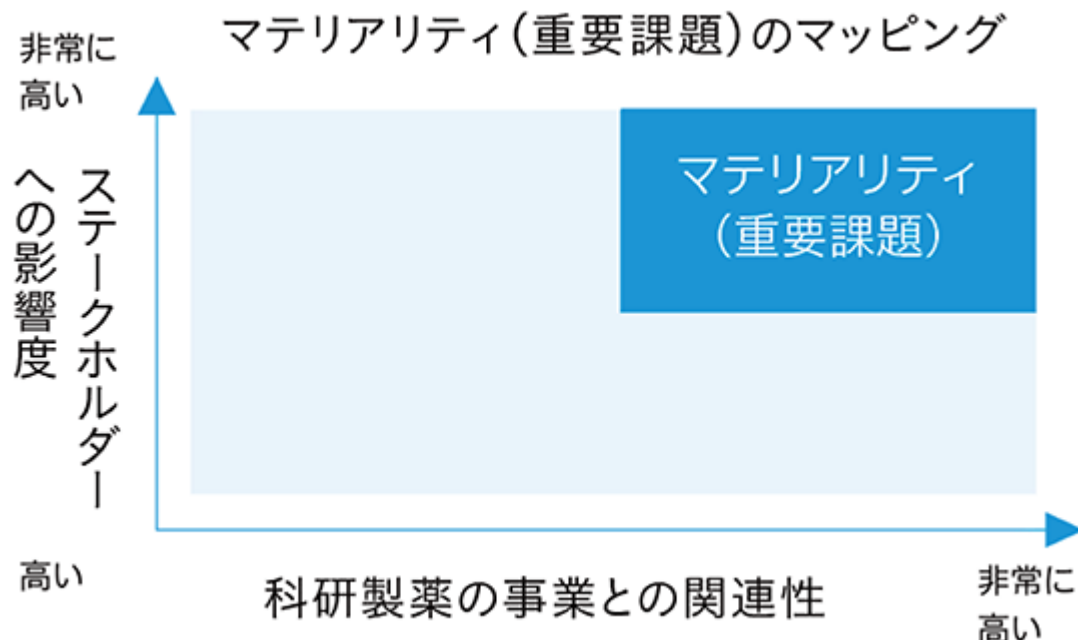 マテリアリティ(重要課題)のマッピング
非常に
高い
ステークホルダー
への影響度
マテリアリティ
(重要課題)
高い
科研製薬の事業との関連性
非常に
高い